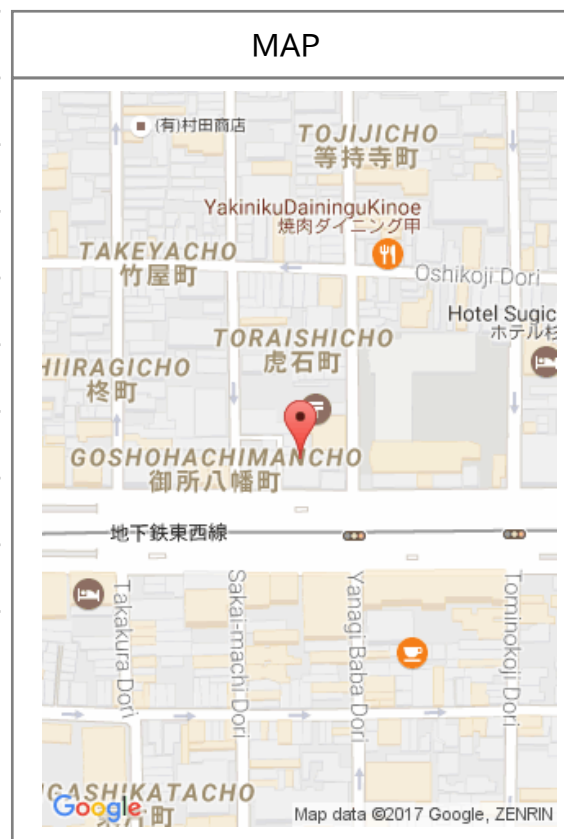 MAP
(有)村田商店
TOJIJICHO
等持寺町
YakinikuDaininguKinoe
焼肉ダイニング甲
TAKEYACHO
竹屋町
Oshikoji Dori
Hotel Sugic
ホテル杉
TORAISHICHO
虎石町
HIIRAGICHO
柊町
GOSHOHACHIMANCHO
御所八幡町
地下鉄東西線
Takakura Dori
Sakai-machi Dori
Yanagi Baba Dori
Tominokoji Dori
IGASHIKATACHO
Google
Map data ©2017 Google, ZENRIN